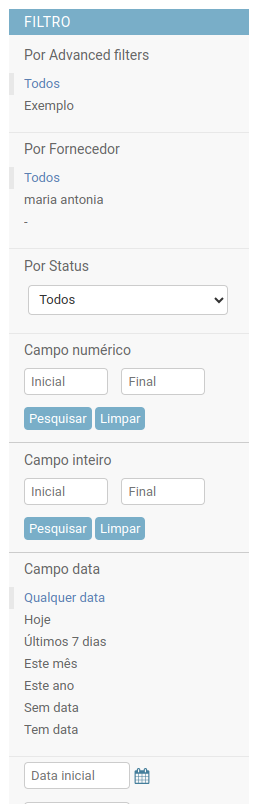 FILTRO
Por Advanced filters
Todos
Exemplo
Por Fornecedor
Todos
maria antonia
-
Por Status
Todos
Campo numérico
Inicial Final
Pesquisar Limpar
Campo inteiro
Inicial Final
Pesquisar Limpar
Campo data
Qualquer data
Hoje
Últimos 7 dias
Este mês
Este ano
Sem data
Tem data
Data inicial